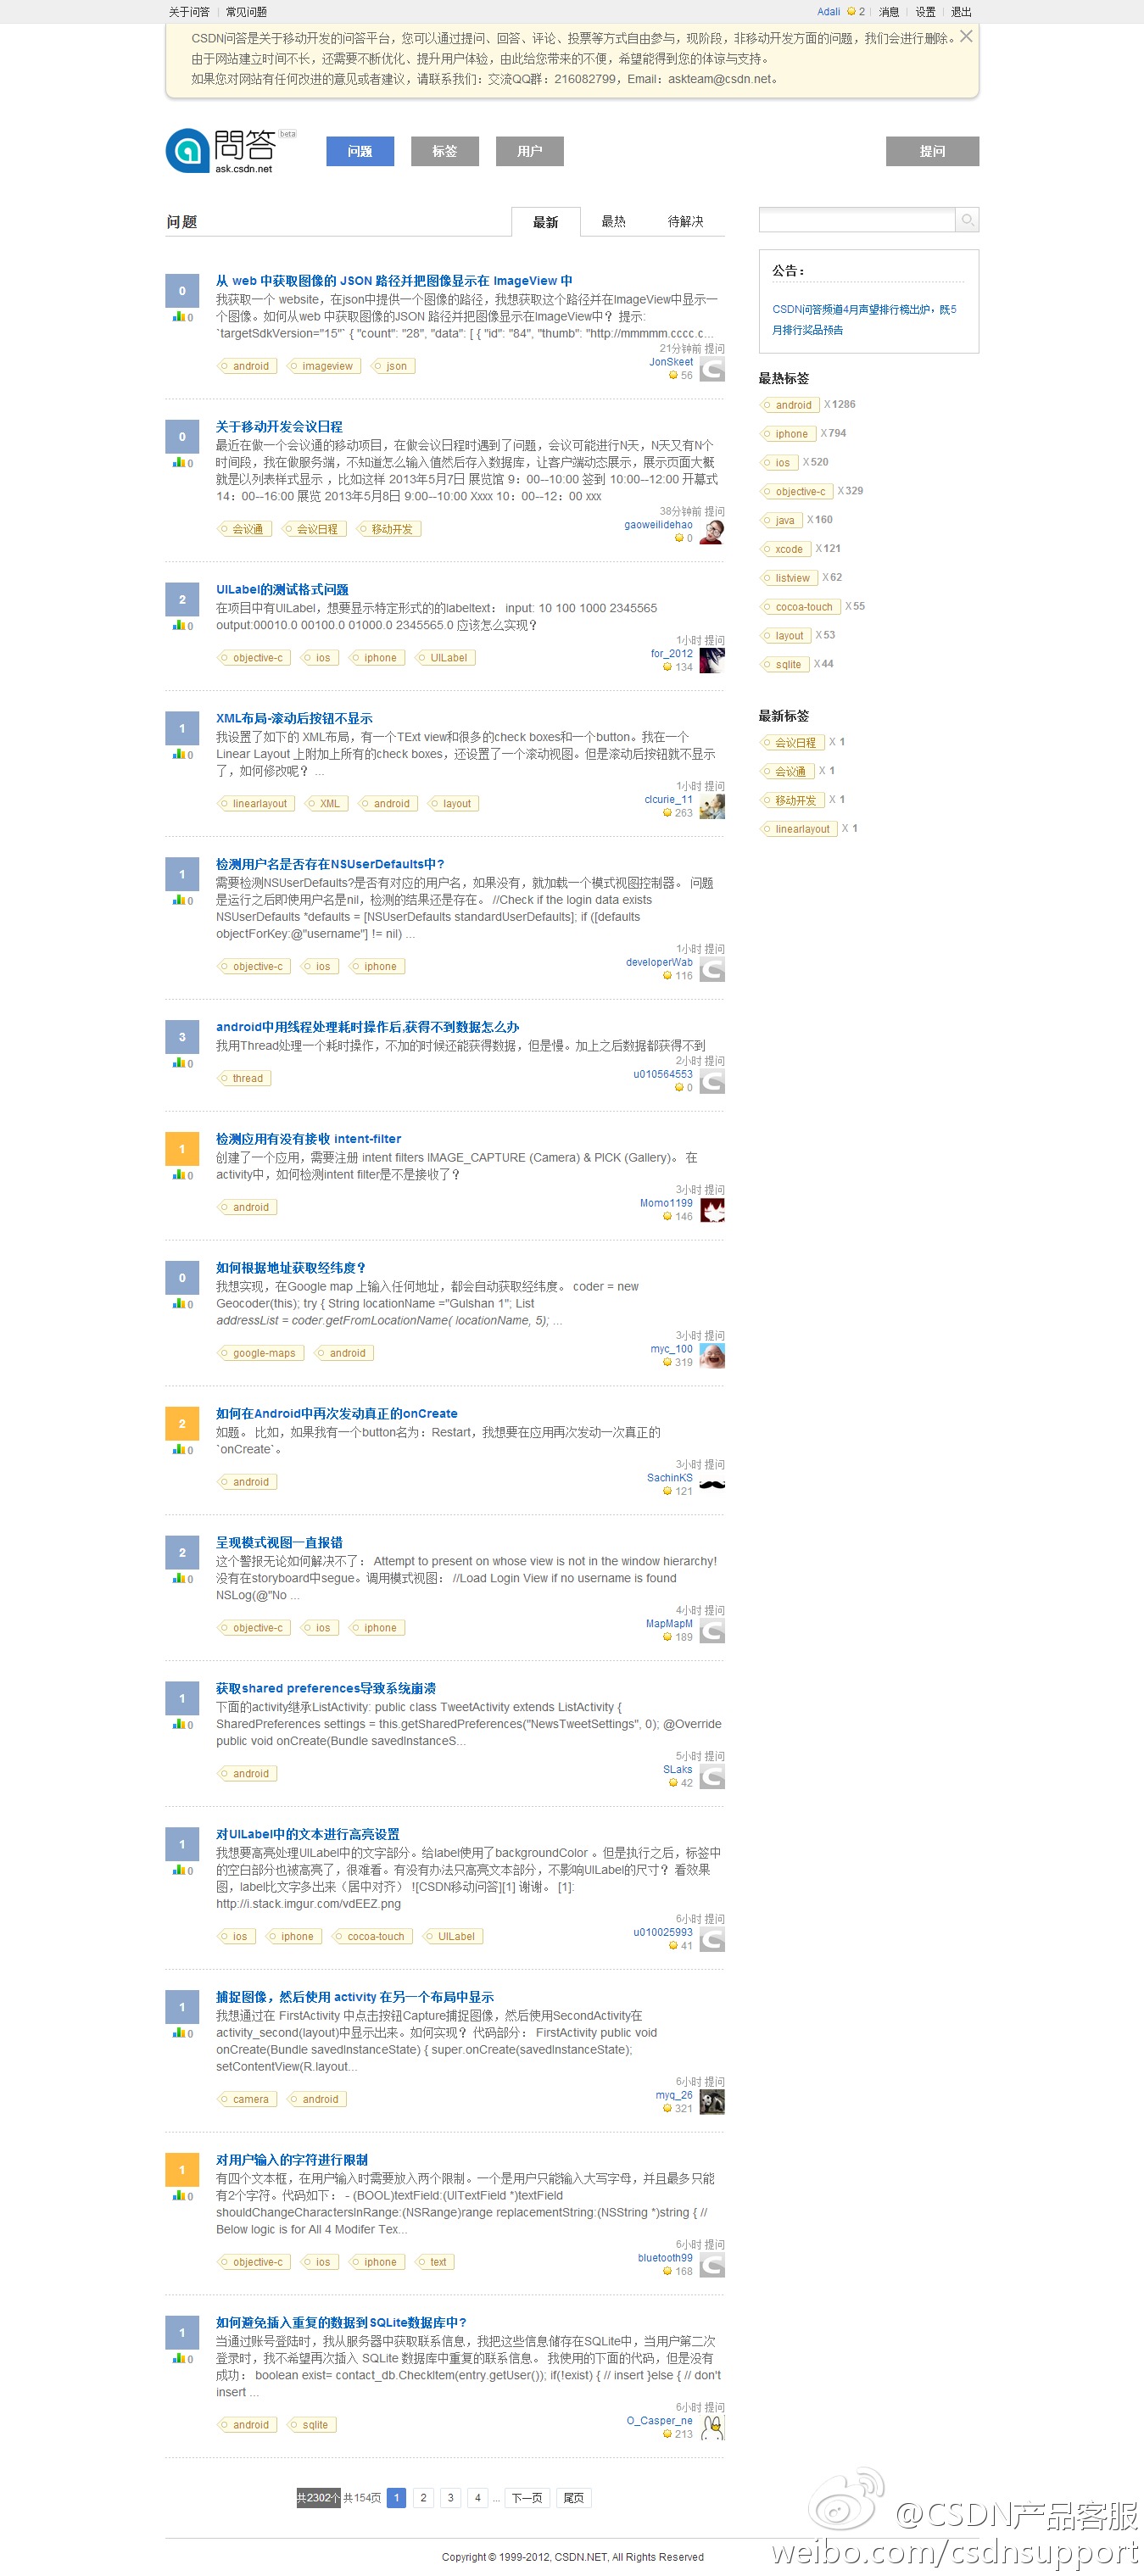 关于问答 | 常见问题
Adali 2 | 消息 | 设置 | 退出
CSDN问答是关于移动开发的问答平台，您可以通过提问、回答、评论、投票等方式自由参与，现阶段，非移动开发方面的问题，我们会进行删除。
由于网站建立时间不长，还需要不断优化、提升用户体验，由此给您带来的不便，希望能得到您的体谅与支持。
如果您对网站有任何改进的意见或者建议，请联系我们：交流QQ群：216082799，Email：askteam@csdn.net。
問答 beta
ask.csdn.net
问题 标签 用户 提问
问题 最新 最热 待解决
0
0
从 web 中获取图像的 JSON 路径并把图像显示在 ImageView 中
我获取一个 website，在json中提供一个图像的路径，我想获取这个路径并在ImageView中显示一
个图像。如何从web 中获取图像的JSON 路径并把图像显示在ImageView中？ 提示:
`targetSdkVersion="15"` { "count": "28", "data": [ { "id": "84", "thumb": "http://mmmmm.cccc.c...
21分钟前 提问
android imageview json
JonSkeet
56
0
0
关于移动开发会议日程
最近在做一个会议通的移动项目，在做会议日程时遇到了问题，会议可能进行N天，N天又有N个
时间段，我在做服务端，不知道怎么输入值然后存入数据库，让客户端动态展示，展示页面大概
就是以列表样式显示 ，比如这样 2013年5月7日 展览馆 9：00--10:00 签到 10:00--12:00 开幕式
14：00--16:00 展览 2013年5月8日 9:00--10:00 Xxxx 10：00--12：00 xxx
38分钟前 提问
会议通 会议日程 移动开发
gaoweilidehao
0
2
0
UILabel的测试格式问题
在项目中有UILabel，想要显示特定形式的的labeltext： input: 10 100 1000 2345565
output:00010.0 00100.0 01000.0 2345565.0 应该怎么实现？
1小时 提问
objective-c ios iphone UILabel
for_2012
134
1
0
XML布局-滚动后按钮不显示
我设置了如下的 XML布局，有一个TExt view和很多的check boxes和一个button。我在一个
Linear Layout 上附加上所有的check boxes，还设置了一个滚动视图。但是滚动后按钮就不显示
了，如何修改呢？ ...
1小时 提问
linearlayout XML android layout
clcurie_11
263
1
0
检测用户名是否存在NSUserDefaults中?
需要检测NSUserDefaults?是否有对应的用户名，如果没有，就加载一个模式视图控制器。 问题
是运行之后即使用户名是nil，检测的结果还是存在。 //Check if the login data exists
NSUserDefaults *defaults = [NSUserDefaults standardUserDefaults]; if ([defaults
objectForKey:@"username"] != nil) ...
1小时 提问
objective-c ios iphone
developerWab
116
3
0
android中用线程处理耗时操作后,获得不到数据怎么办
我用Thread处理一个耗时操作，不加的时候还能获得数据，但是慢。加上之后数据都获得不到
2小时 提问
thread
u010564553
0
1
0
检测应用有没有接收 intent-filter
创建了一个应用，需要注册 intent filters IMAGE_CAPTURE (Camera) & PICK (Gallery)。 在
activity中，如何检测intent filter是不是接收了？
3小时 提问
android
Momo1199
146
0
0
如何根据地址获取经纬度？
我想实现，在Google map 上输入任何地址，都会自动获取经纬度。 coder = new
Geocoder(this); try { String locationName ="Gulshan 1"; List
addressList = coder.getFromLocationName( locationName, 5); ...
3小时 提问
google-maps android
myc_100
319
2
0
如何在Android中再次发动真正的onCreate
如题。 比如，如果我有一个button名为：Restart，我想要在应用再次发动一次真正的
`onCreate`。
3小时 提问
android
SachinKS
121
2
0
呈现模式视图一直报错
这个警报无论如何解决不了： Attempt to present on whose view is not in the window hierarchy!
没有在storyboard中segue。调用模式视图： //Load Login View if no username is found
NSLog(@"No ...
4小时 提问
objective-c ios iphone
MapMapM
189
1
0
获取shared preferences导致系统崩溃
下面的activity继承ListActivity: public class TweetActivity extends ListActivity {
SharedPreferences settings = this.getSharedPreferences("NewsTweetSettings", 0); @Override
public void onCreate(Bundle savedInstanceS...
5小时 提问
android
SLaks
42
1
0
对UILabel中的文本进行高亮设置
我想要高亮处理UILabel中的文字部分。给label使用了backgroundColor 。但是执行之后，标签中
的空白部分也被高亮了，很难看。有没有办法只高亮文本部分，不影响UILabel的尺寸？ 看效果
图，label比文字多出来（居中对齐） ![CSDN移动问答][1] 谢谢。 [1]:
http://i.stack.imgur.com/vdEEZ.png
6小时 提问
ios iphone cocoa-touch UILabel
u010025993
41
1
0
捕捉图像，然后使用 activity 在另一个布局中显示
我想通过在 FirstActivity 中点击按钮Capture捕捉图像，然后使用SecondActivity在
activity_second(layout)中显示出来。如何实现？ 代码部分： FirstActivity public void
onCreate(Bundle savedInstanceState) { super.onCreate(savedInstanceState);
setContentView(R.layout...
6小时 提问
camera android
myq_26
321
1
0
对用户输入的字符进行限制
有四个文本框，在用户输入时需要放入两个限制。一个是用户只能输入大写字母，并且最多只能
有2个字符。代码如下： - (BOOL)textField:(UITextField *)textField
shouldChangeCharactersInRange:(NSRange)range replacementString:(NSString *)string { //
Below logic is for All 4 Modifer Tex...
6小时 提问
objective-c ios iphone text
bluetooth99
168
1
0
如何避免插入重复的数据到SQLite数据库中?
当通过账号登陆时，我从服务器中获取联系信息，我把这些信息储存在SQLite中，当用户第二次
登录时，我不希望再次插入 SQLite 数据库中重复的联系信息。 我使用的下面的代码，但是没有
成功： boolean exist= contact_db.CheckItem(entry.getUser()); if(!exist) { // insert }else { // don't
insert ...
6小时 提问
android sqlite
O_Casper_ne
213
公告：
CSDN问答频道4月声望排行榜出炉，既5
月排行奖品预告
最热标签
android X1286
iphone X794
ios X520
objective-c X329
java X160
xcode X121
listview X62
cocoa-touch X55
layout X53
sqlite X44
最新标签
会议日程 X 1
会议通 X 1
移动开发 X 1
linearlayout X 1
共2302个 共154页 1 2 3 4 ... 下一页 尾页
Copyright © 1999-2012, CSDN.NET, All Rights Reserved
@CSDN产品客服
weibo.com/csdnsupport